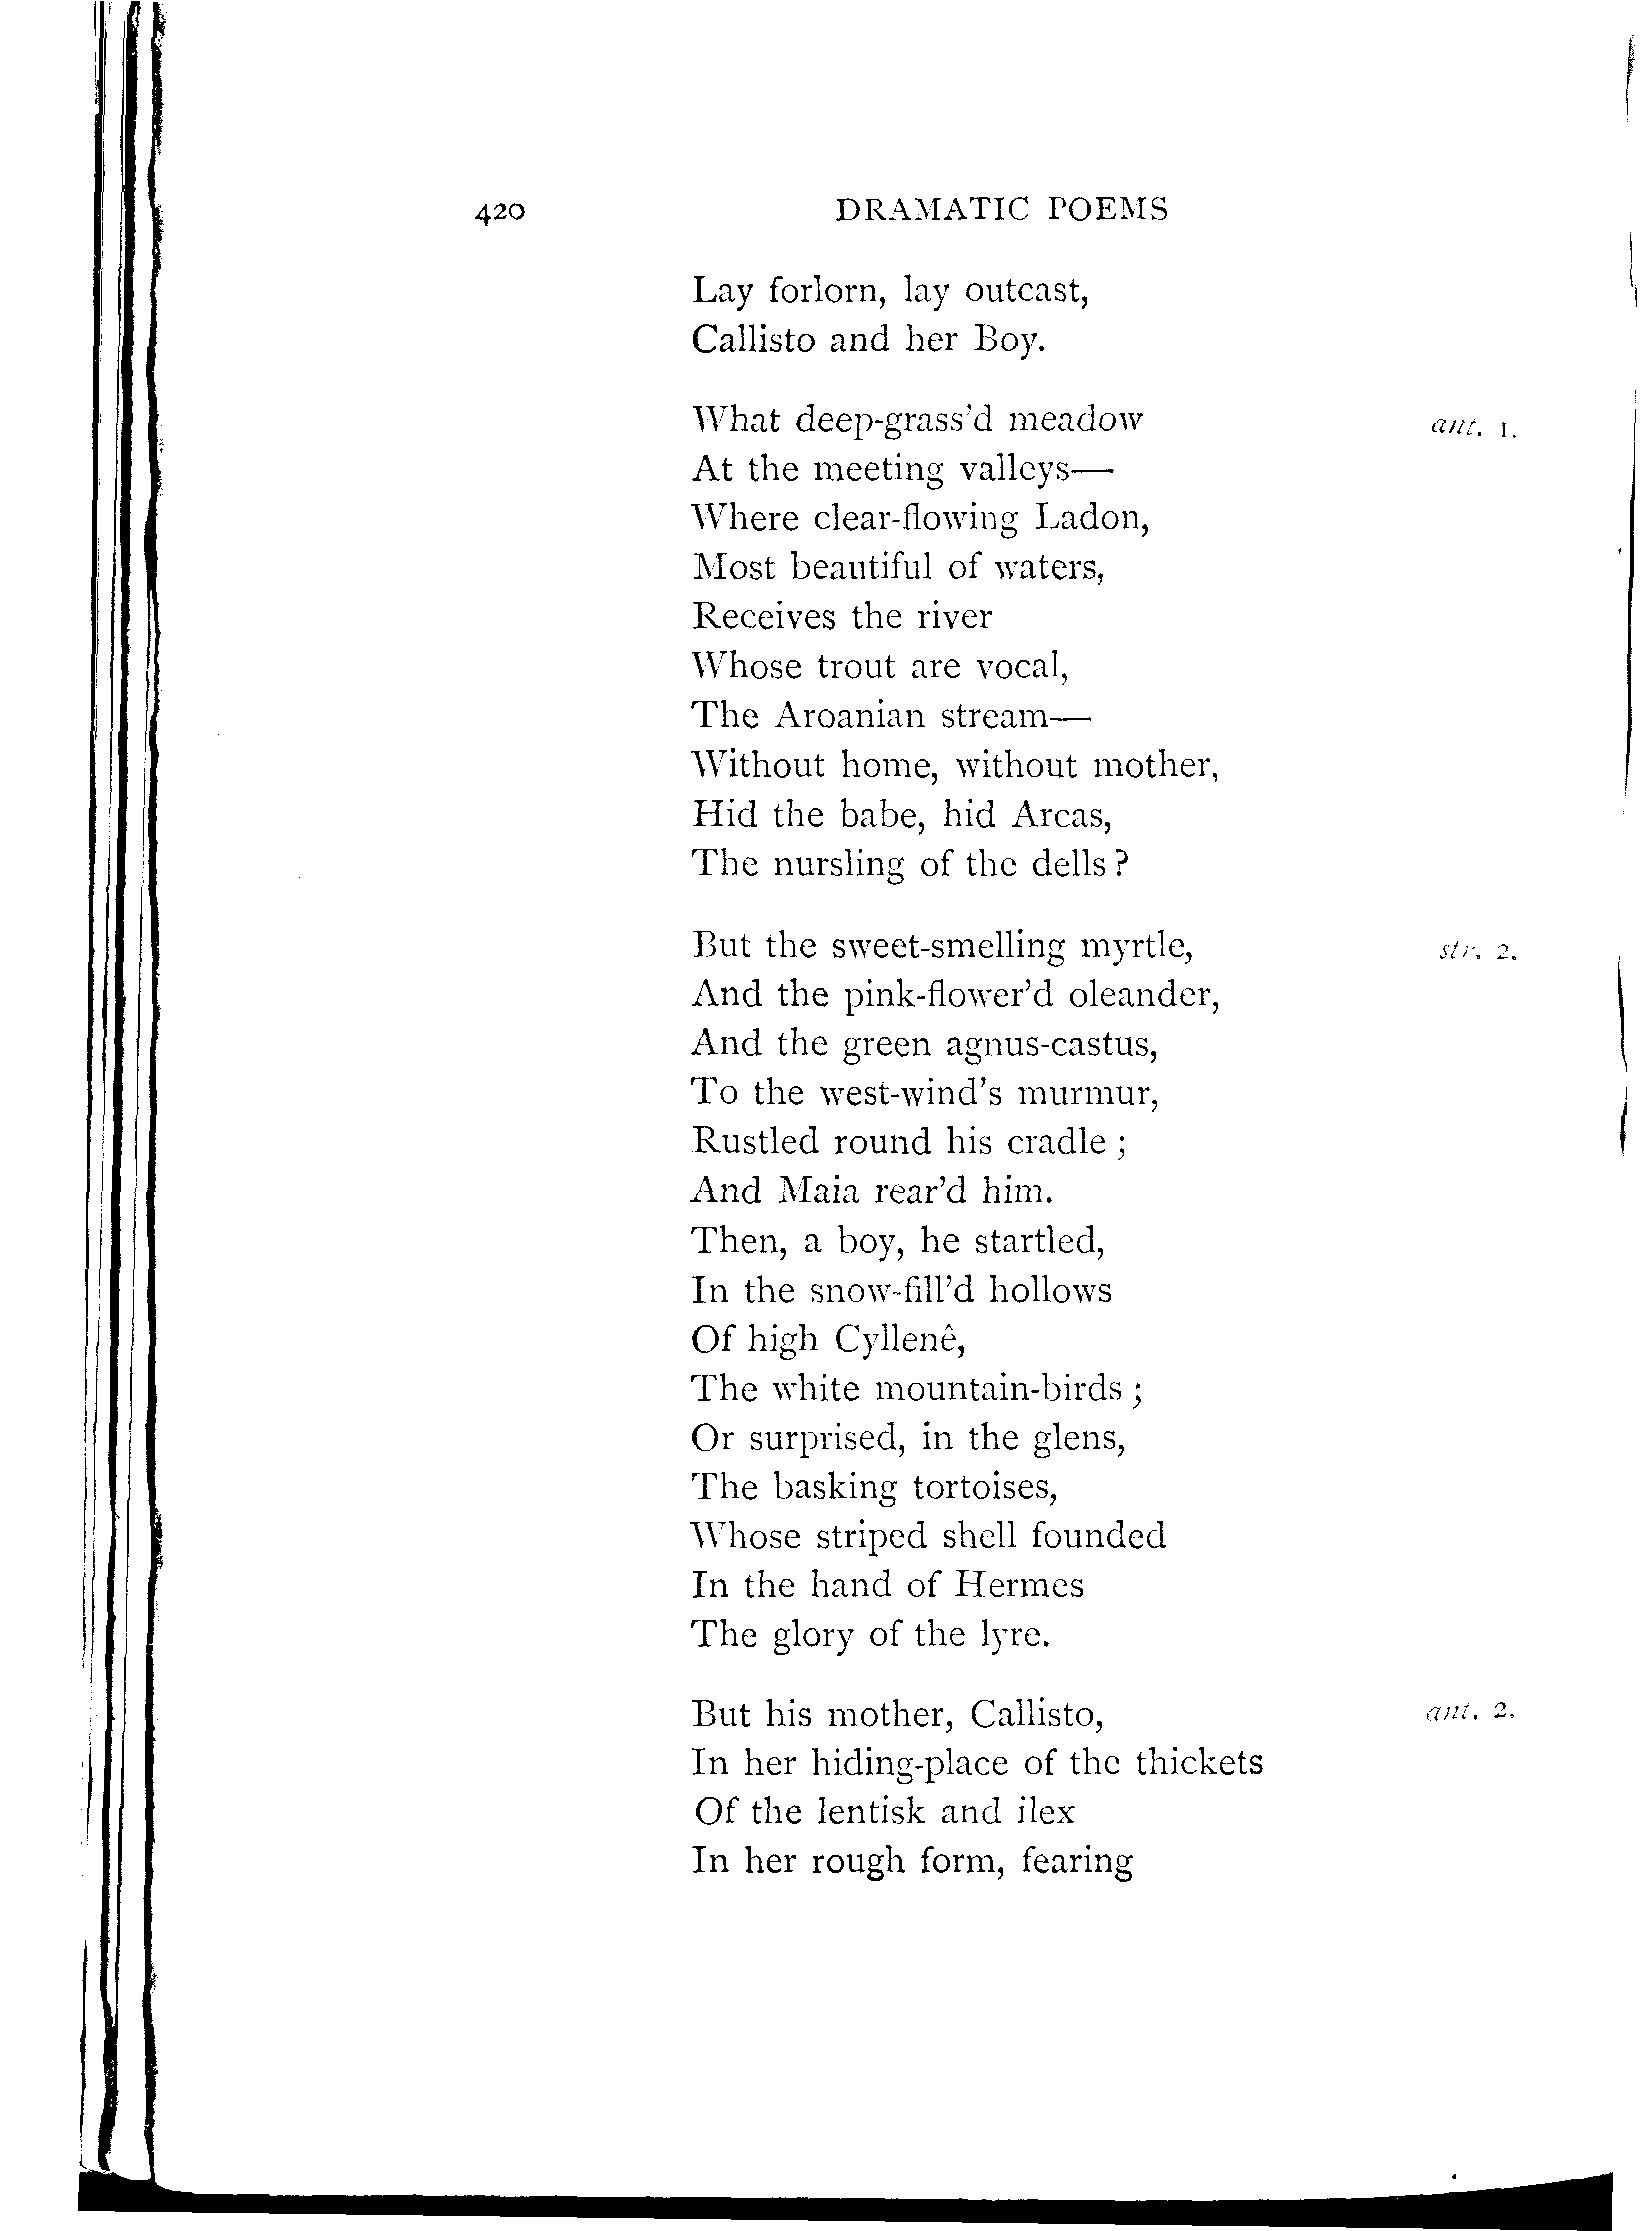 420 DRAMATIC POEMS
Lay forlorn, lay outcast,
Callisto and her Boy.
What deep-grass'd meadow ant. 1.
At the meeting valleys—
Where clear-flowing Ladon,
Most beautiful of waters,
Receives the river
Whose trout are vocal,
The Aroanian stream—
Without home, without mother,
Hid the babe, hid Arcas,
The nursling of the dells?
But the sweet-smelling myrtle, str. 2.
And the pink-flower'd oleander,
And the green agnus-castus,
To the west-wind's murmur,
Rustled round his cradle;
And Maia rear'd him.
Then, a boy, he startled,
In the snow-fill'd hollows
Of high Cyllenê,
The white mountain-birds;
Or surprised, in the glens,
The basking tortoises,
Whose striped shell founded
In the hand of Hermes
The glory of the lyre.
But his mother, Callisto, ant. 2.
In her hiding-place of the thickets
Of the lentisk and ilex
In her rough form, fearing